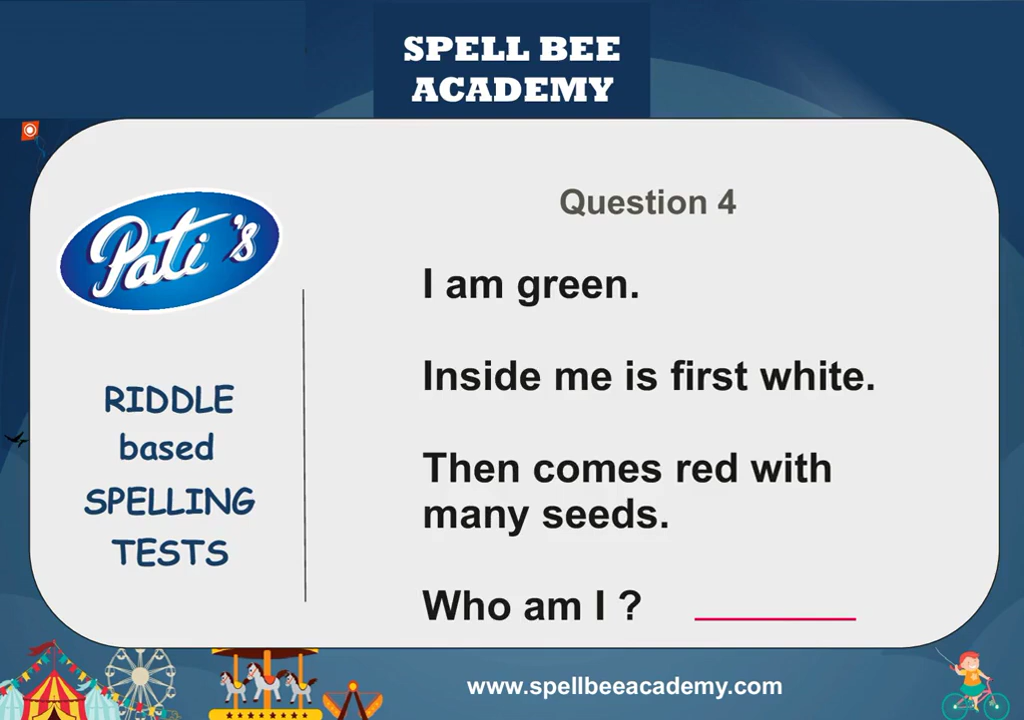 SPELL BEE
ACADEMY
Pati's
RIDDLE
based
SPELLING
TESTS
Question 4
I am green.
Inside me is first white.
Then comes red with
many seeds.
Who am I ?
www.spellbeeacademy.com